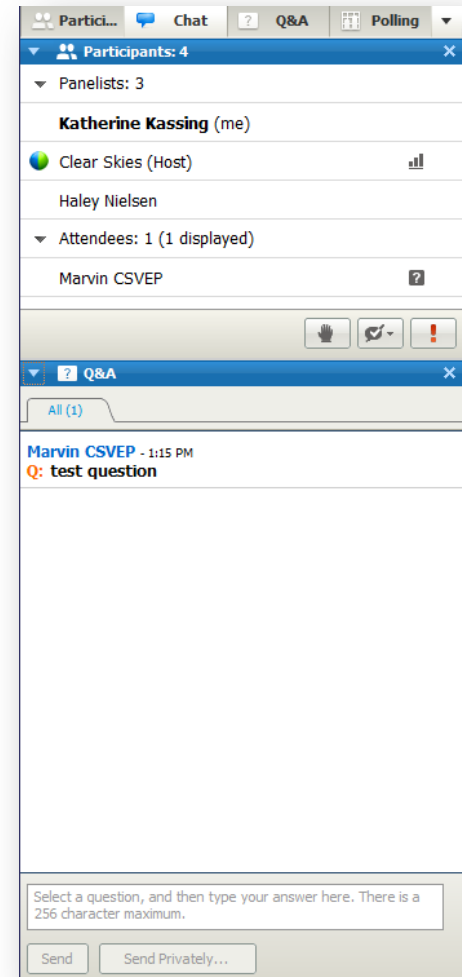 Partici... Chat ? Q&A Polling
Participants: 4
Panelists: 3
Katherine Kassing (me)
Clear Skies (Host)
Haley Nielsen
Attendees: 1 (1 displayed)
Marvin CSVEP ?
!
? Q&A
All (1)
Marvin CSVEP - 1:15 PM
Q: test question
Select a question, and then type your answer here. There is a
256 character maximum.
Send Send Privately...